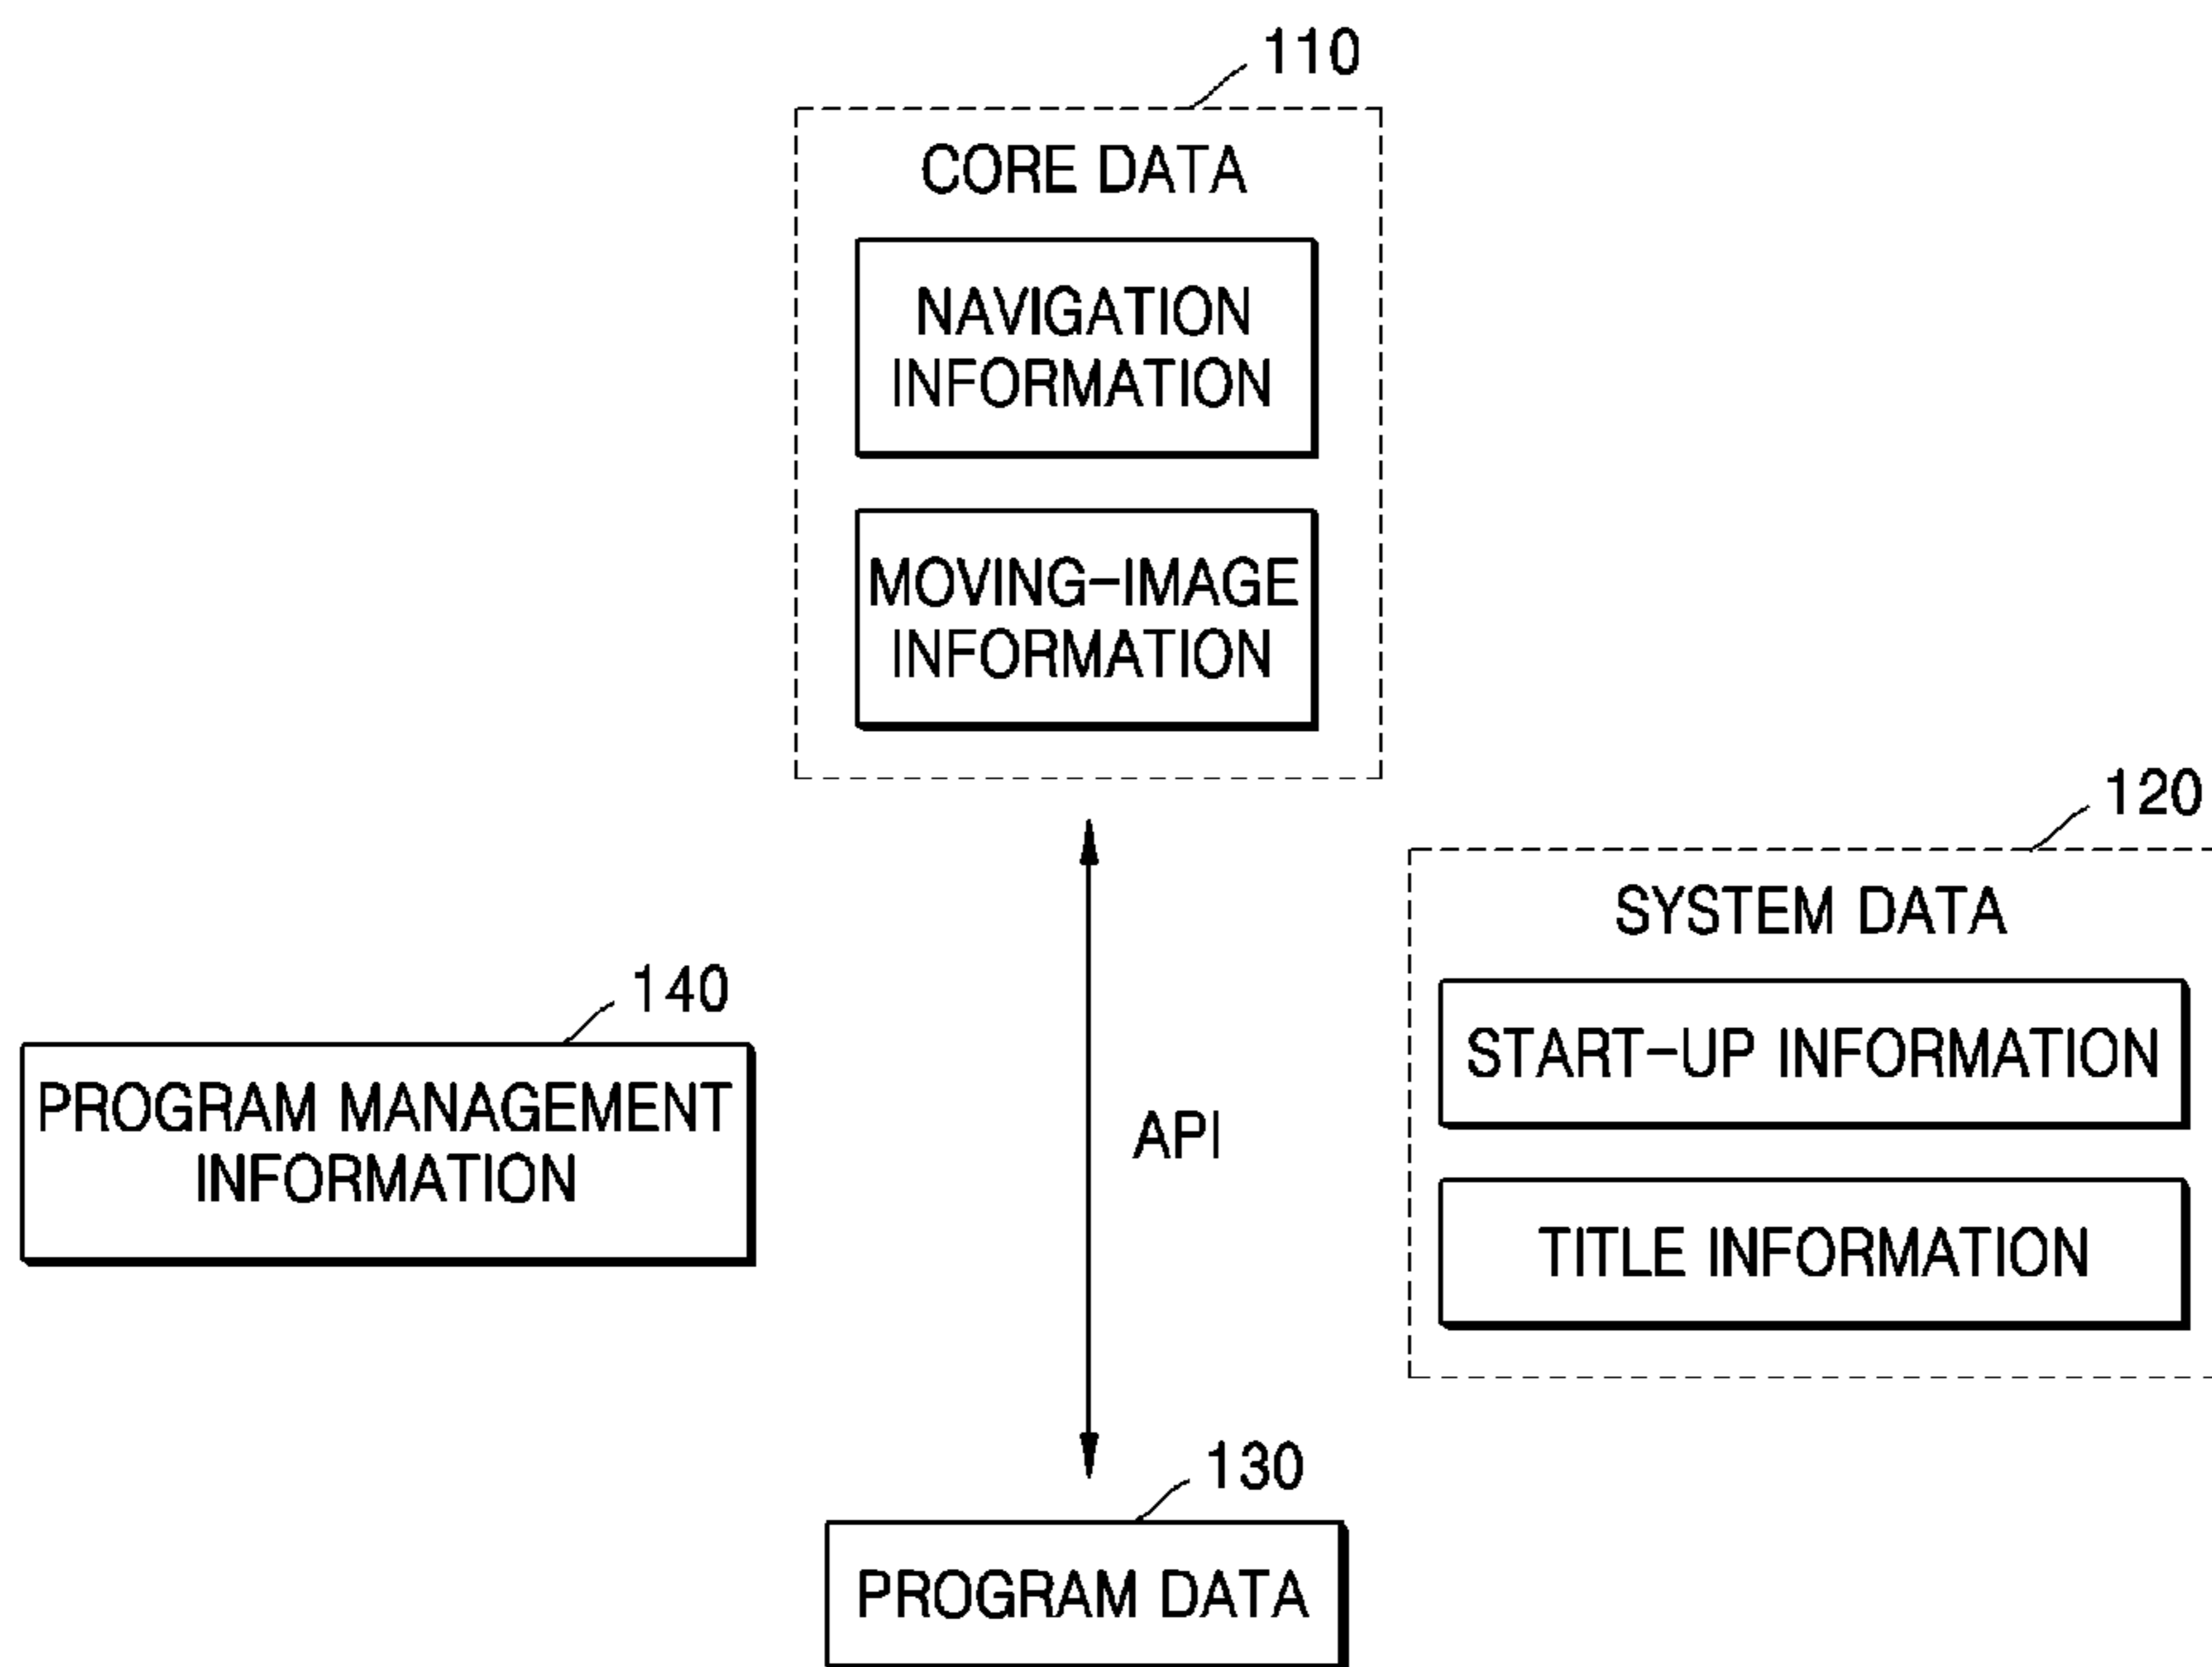 110
CORE DATA
NAVIGATION
INFORMATION
MOVING-IMAGE
INFORMATION
120
SYSTEM DATA
START-UP INFORMATION
TITLE INFORMATION
140
PROGRAM MANAGEMENT
INFORMATION
API
130
PROGRAM DATA